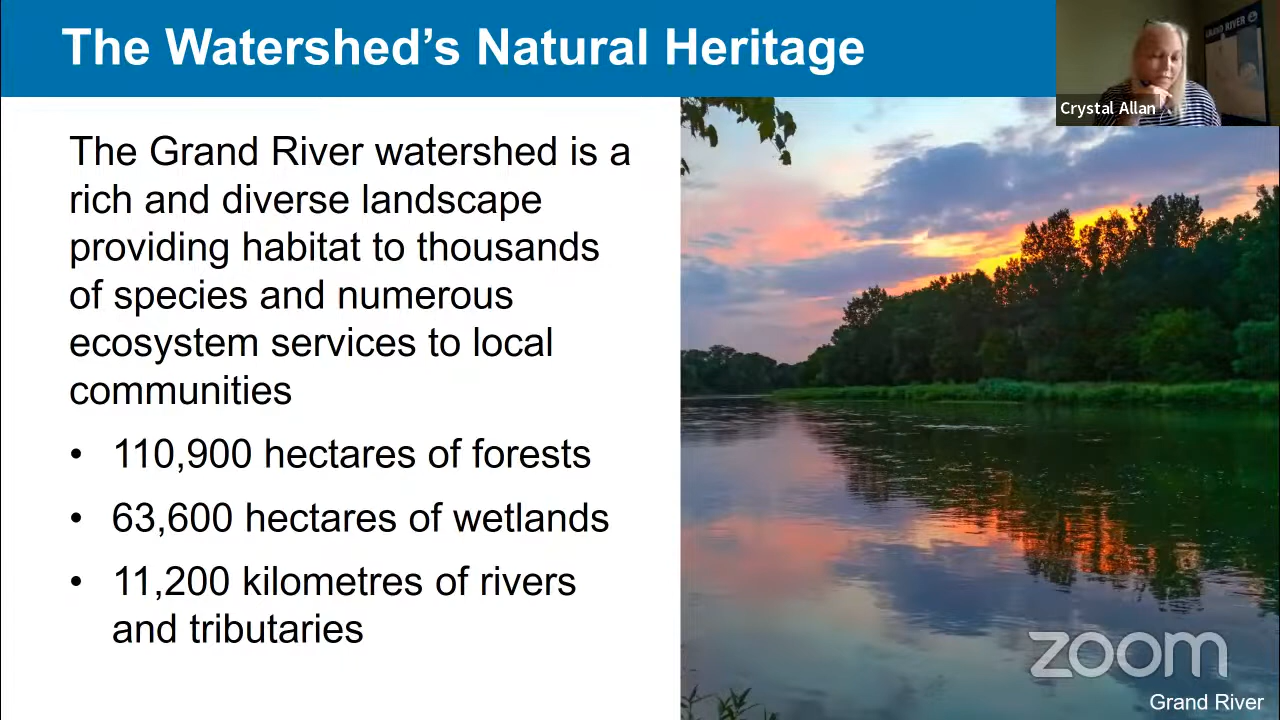 The Watershed’s Natural Heritage
GRAND RIVER
Crystal Allan
The Grand River watershed is a
rich and diverse landscape
providing habitat to thousands
of species and numerous
ecosystem services to local
communities
• 110,900 hectares of forests
• 63,600 hectares of wetlands
• 11,200 kilometres of rivers
and tributaries
zoom
Grand River